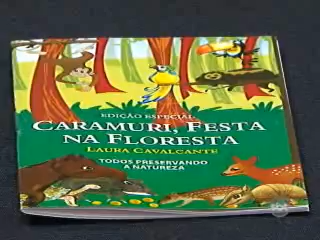 EDIÇÃO ESPECIAL
CARAMURI, FESTA
NA FLORESTA
LAURA CAVALCANTE
TODOS PRESERVANDO
A NATUREZA